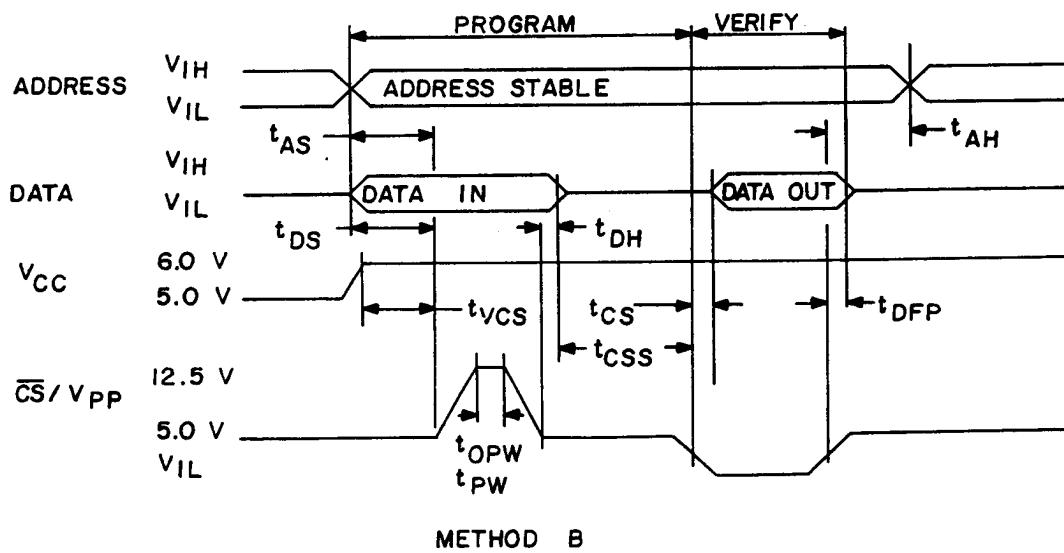 PROGRAM VERIFY
ADDRESS VIH ADDRESS STABLE
VIL
tAS tAH
DATA VIH
VIL DATA IN DATA OUT
tDS tDH
VCC 6.0 V
5.0 V tVCS tCS tDFP
tCSS
CS/VPP 12.5 V
5.0 V
VIL
tOPW
tPW
METHOD B